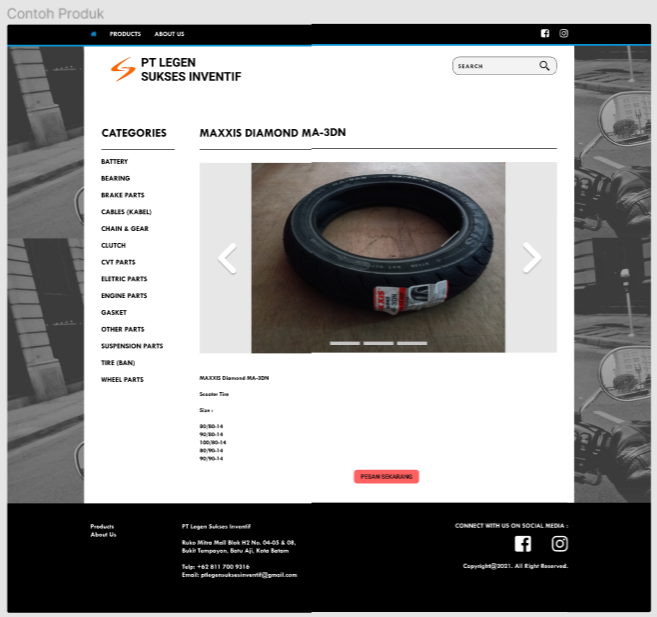 Contoh Produk
PRODUCTS
ABOUT US
PT LEGEN
SUKSES INVENTIF
SEARCH
CATEGORIES
BATTERY
BEARING
BRAKE PARTS
CABLES (KABEL)
CHAIN & GEAR
CLUTCH
CVT PARTS
ELETRIC PARTS
ENGINE PARTS
GASKET
OTHER PARTS
SUSPENSION PARTS
TIRE (BAN)
WHEEL PARTS
MAXXIS DIAMOND MA-3DN
MAXXIS Diamond MA-3DN
Scooter Tire
Size :
80/80-14
90/80-14
100/80-14
80/90-14
90/90-14
PESAN SEKARANG
Products
About Us
PT Legen Sukses Inventif
Ruko Mitra Mall Blok H2 No. 04-05 & 08,
Bukit Tempayan, Batu Aji, Kota Batam
Telp: +62 811 700 9316
Email: ptlegensuksesinventif@gmail.com
CONNECT WITH US ON SOCIAL MEDIA :
Copyright@2021. All Right Reserved.